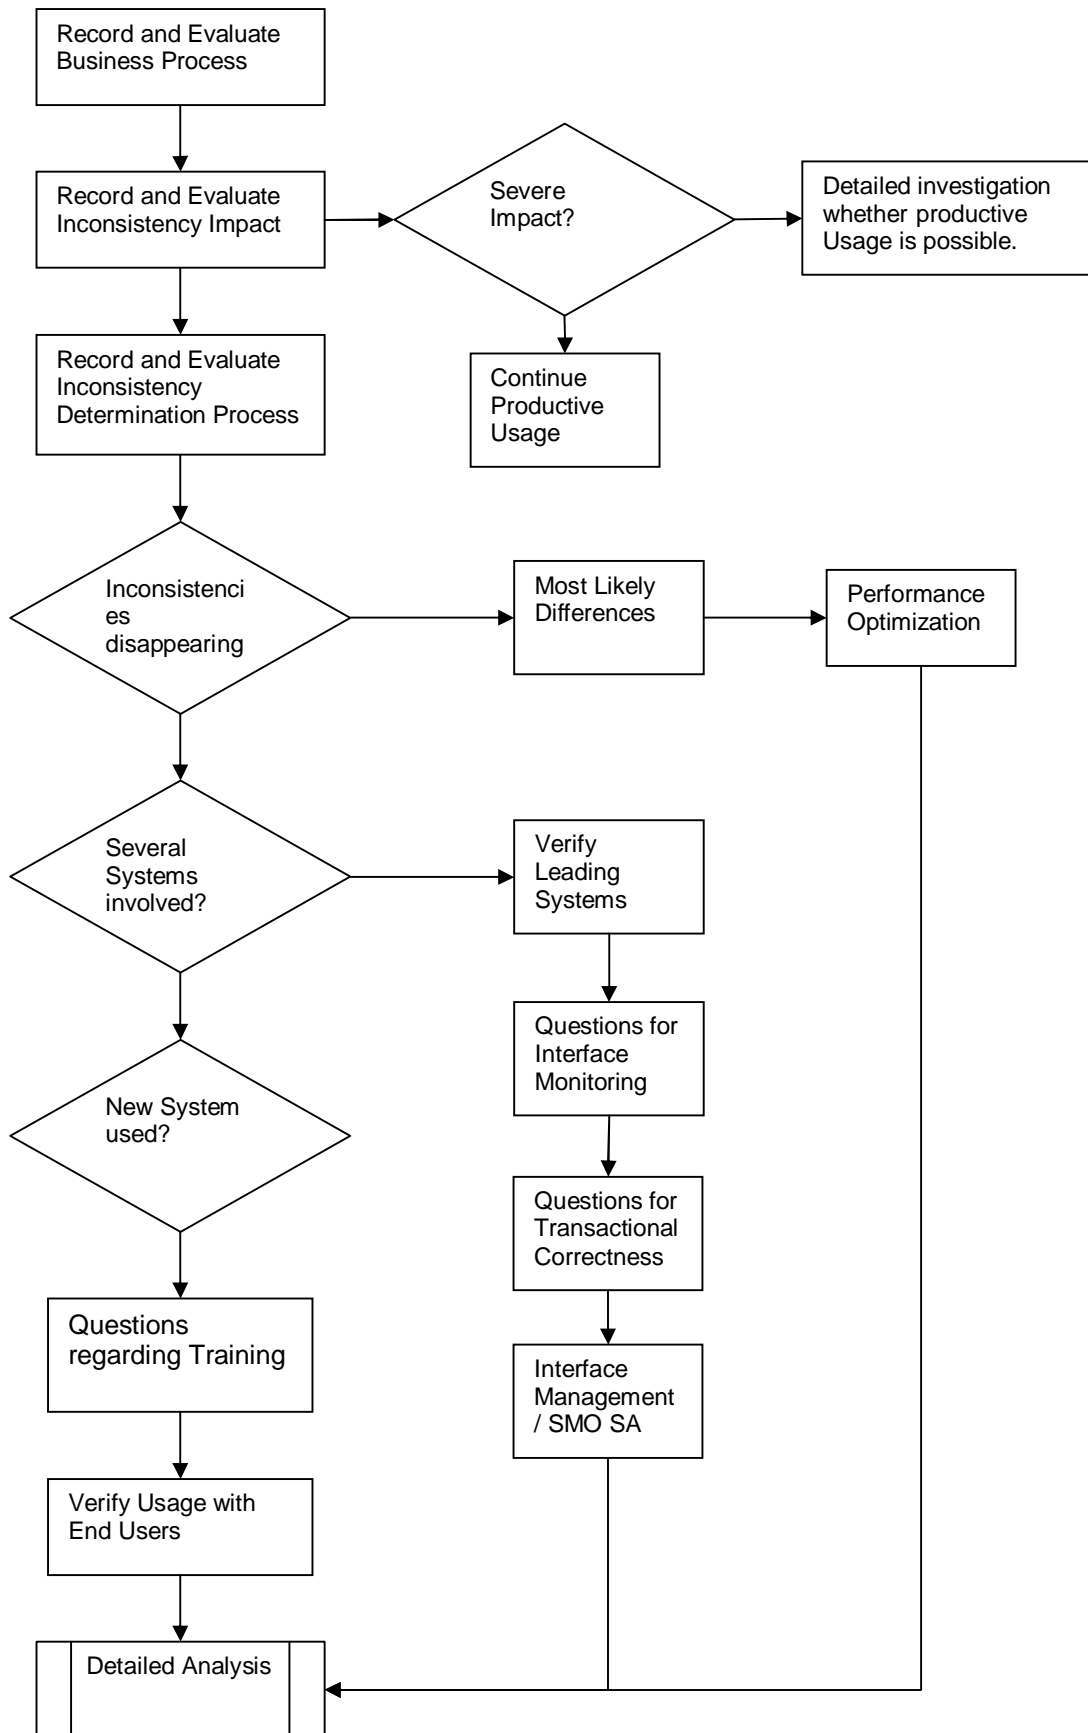 Record and Evaluate
Business Process
Record and Evaluate
Inconsistency Impact
Severe
Impact?
Detailed investigation
whether productive
Usage is possible.
Record and Evaluate
Inconsistency
Determination Process
Continue
Productive
Usage
Inconsistenci
es
disappearing
Most Likely
Differences
Performance
Optimization
Several
Systems
involved?
Verify
Leading
Systems
Questions for
Interface
Monitoring
New System
used?
Questions for
Transactional
Correctness
Questions
regarding Training
Interface
Management
/ SMO SA
Verify Usage with
End Users
Detailed Analysis